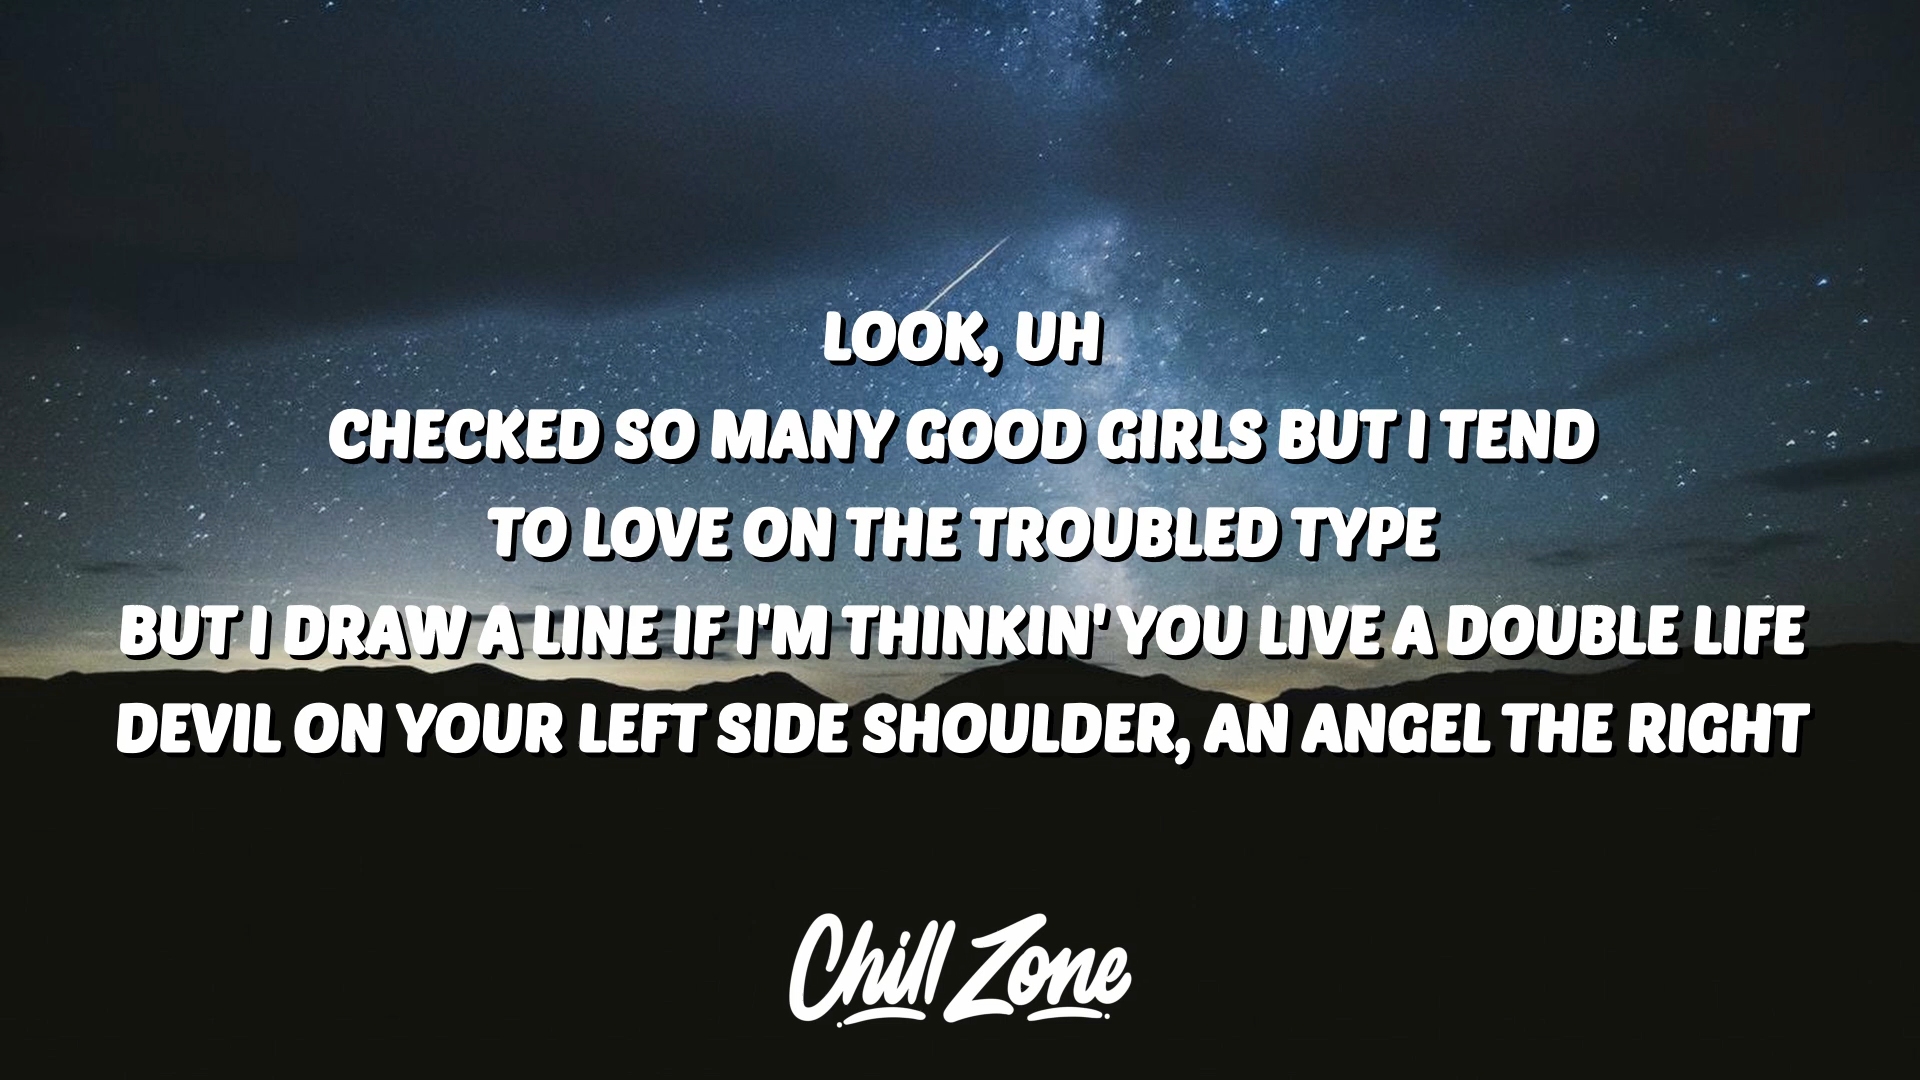 LOOK, UH
CHECKED SO MANY GOOD GIRLS BUT I TEND
TO LOVE ON THE TROUBLED TYPE
BUT I DRAW A LINE IF I'M THINKIN' YOU LIVE A DOUBLE LIFE
DEVIL ON YOUR LEFT SIDE SHOULDER, AN ANGEL THE RIGHT
Chill Zone